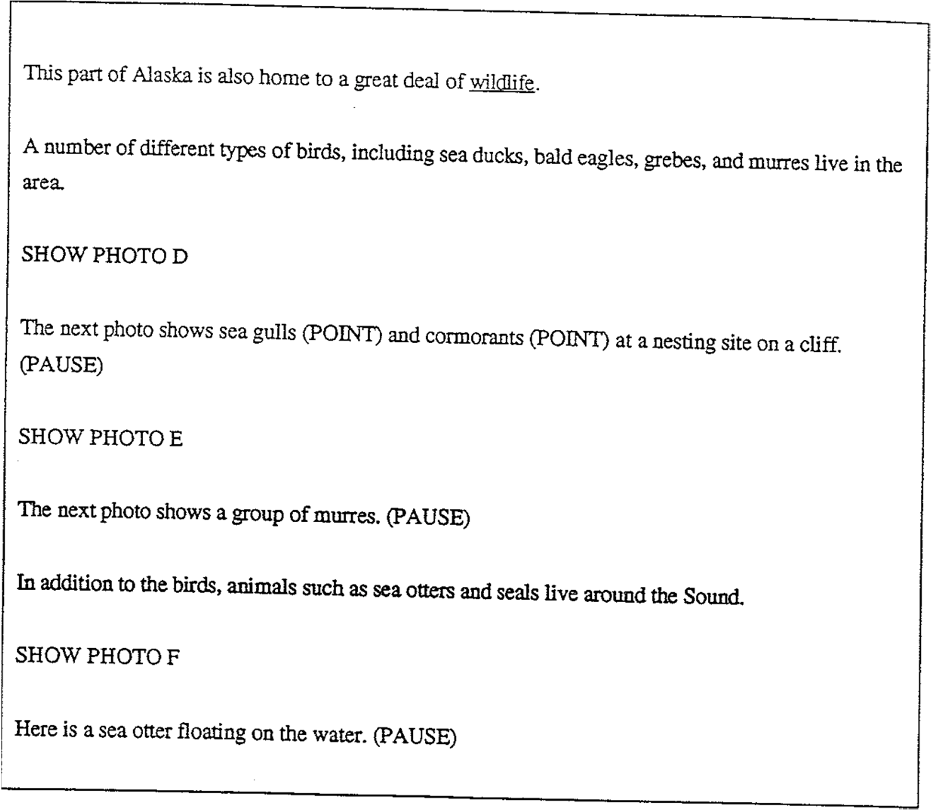 This part of Alaska is also home to a great deal of wildlife.
A number of different types of birds, including sea ducks, bald eagles, grebes, and murres live in the
area.
SHOW PHOTO D
The next photo shows sea gulls (POINT) and cormorants (POINT) at a nesting site on a cliff.
(PAUSE)
SHOW PHOTO E
The next photo shows a group of murres. (PAUSE)
In addition to the birds, animals such as sea otters and seals live around the Sound.
SHOW PHOTO F
Here is a sea otter floating on the water. (PAUSE)